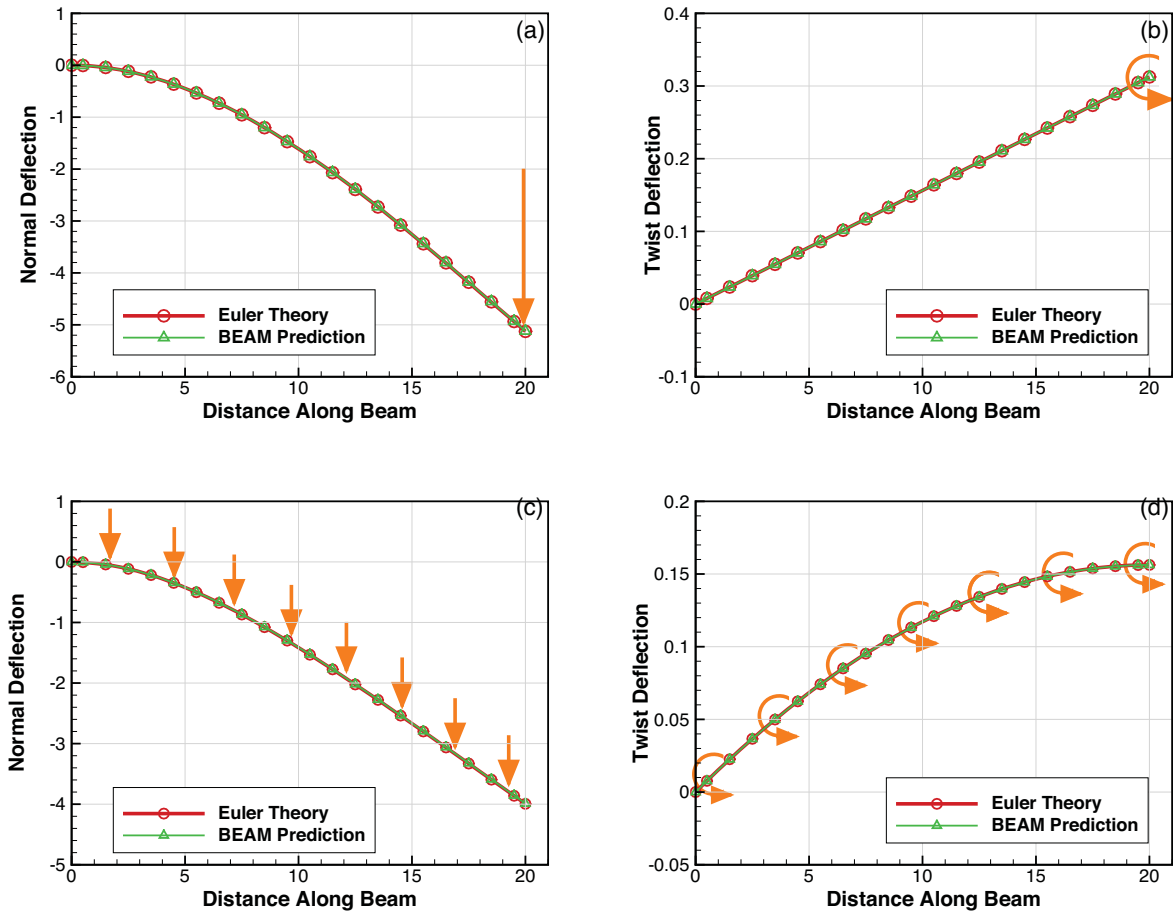 (a)
1
0
-1
-2
-3
-4
-5
-6
Normal Deflection
Euler Theory
BEAM Prediction
0 5 10 15 20
Distance Along Beam
(b)
0.4
0.3
0.2
0.1
0
-0.1
Twist Deflection
Euler Theory
BEAM Prediction
0 5 10 15 20
Distance Along Beam
(c)
1
0
-1
-2
-3
-4
-5
Normal Deflection
Euler Theory
BEAM Prediction
0 5 10 15 20
Distance Along Beam
(d)
0.2
0.15
0.1
0.05
0
-0.05
Twist Deflection
Euler Theory
BEAM Prediction
0 5 10 15 20
Distance Along Beam